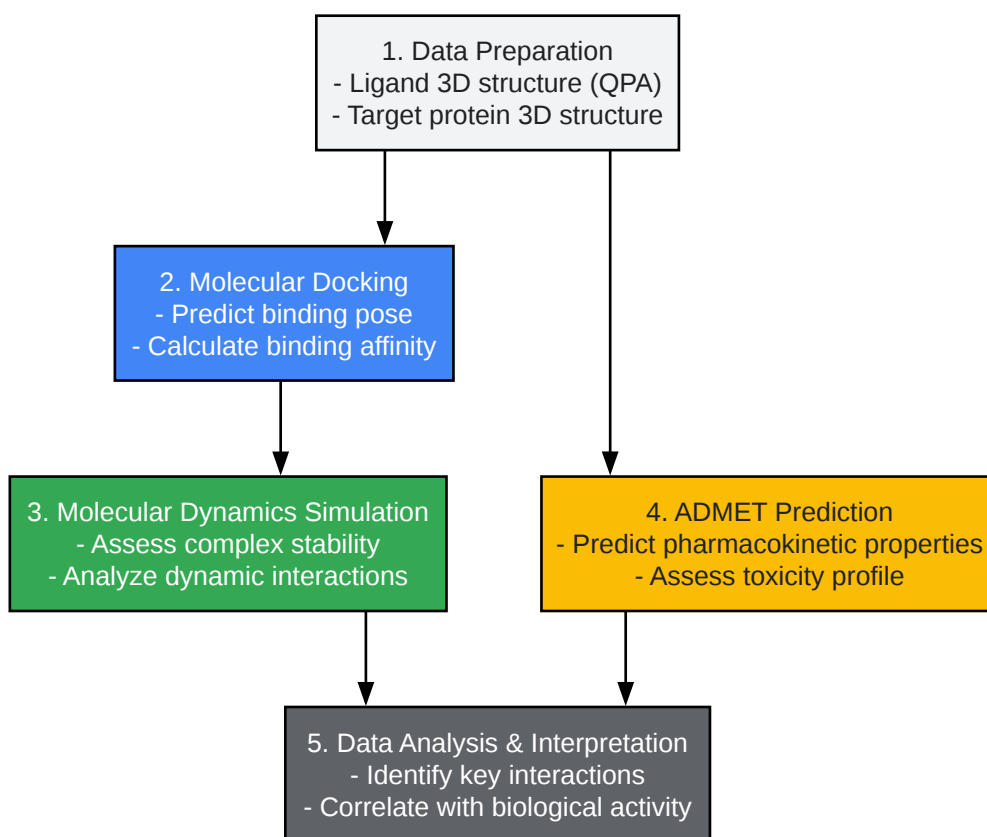 1. Data Preparation
- Ligand 3D structure (QPA)
- Target protein 3D structure
2. Molecular Docking
- Predict binding pose
- Calculate binding affinity
3. Molecular Dynamics Simulation
- Assess complex stability
- Analyze dynamic interactions
4. ADMET Prediction
- Predict pharmacokinetic properties
- Assess toxicity profile
5. Data Analysis & Interpretation
- Identify key interactions
- Correlate with biological activity